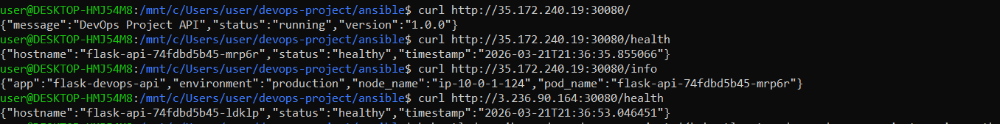 user@DESKTOP-HMJ54M8:/mnt/c/Users/user/devops-project/ansible$ curl http://35.172.240.19:30080/
{"message":"DevOps Project API","status":"running","version":"1.0.0"}
user@DESKTOP-HMJ54M8:/mnt/c/Users/user/devops-project/ansible$ curl http://35.172.240.19:30080/health
{"hostname":"flask-api-74fdbd5b45-mrp6r","status":"healthy","timestamp":"2026-03-21T21:36:35.855066"}
user@DESKTOP-HMJ54M8:/mnt/c/Users/user/devops-project/ansible$ curl http://35.172.240.19:30080/info
{"app":"flask-devops-api","environment":"production","node_name":"ip-10-0-1-124","pod_name":"flask-api-74fdbd5b45-mrp6r"}
user@DESKTOP-HMJ54M8:/mnt/c/Users/user/devops-project/ansible$ curl http://3.236.90.164:30080/health
{"hostname":"flask-api-74fdbd5b45-ldklp","status":"healthy","timestamp":"2026-03-21T21:36:53.046451"}